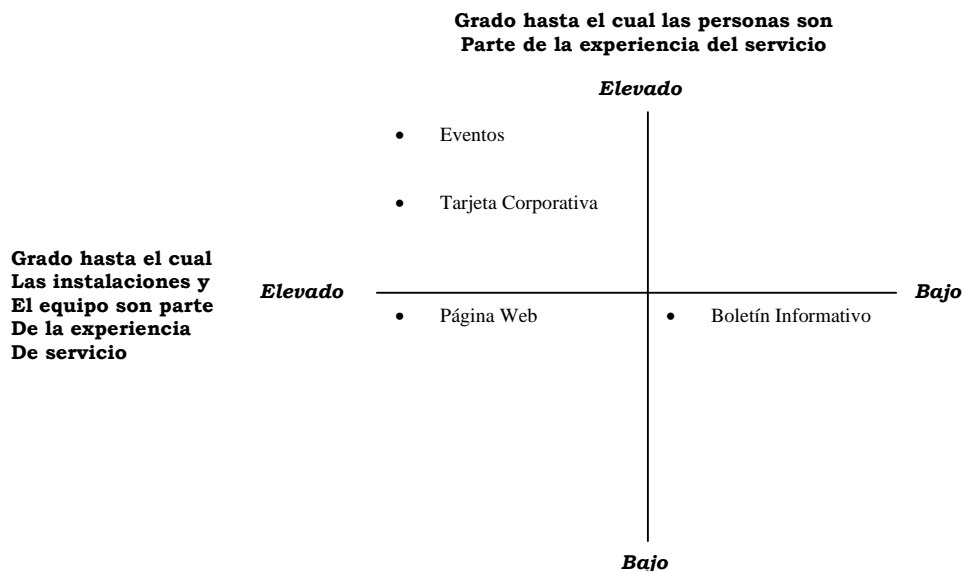 Grado hasta el cual las personas son
Parte de la experiencia del servicio
Elevado
• Eventos
• Tarjeta Corporativa
Grado hasta el cual
Las instalaciones y
El equipo son parte
De la experiencia
De servicio
Elevado
Bajo
• Página Web
• Boletín Informativo
Bajo